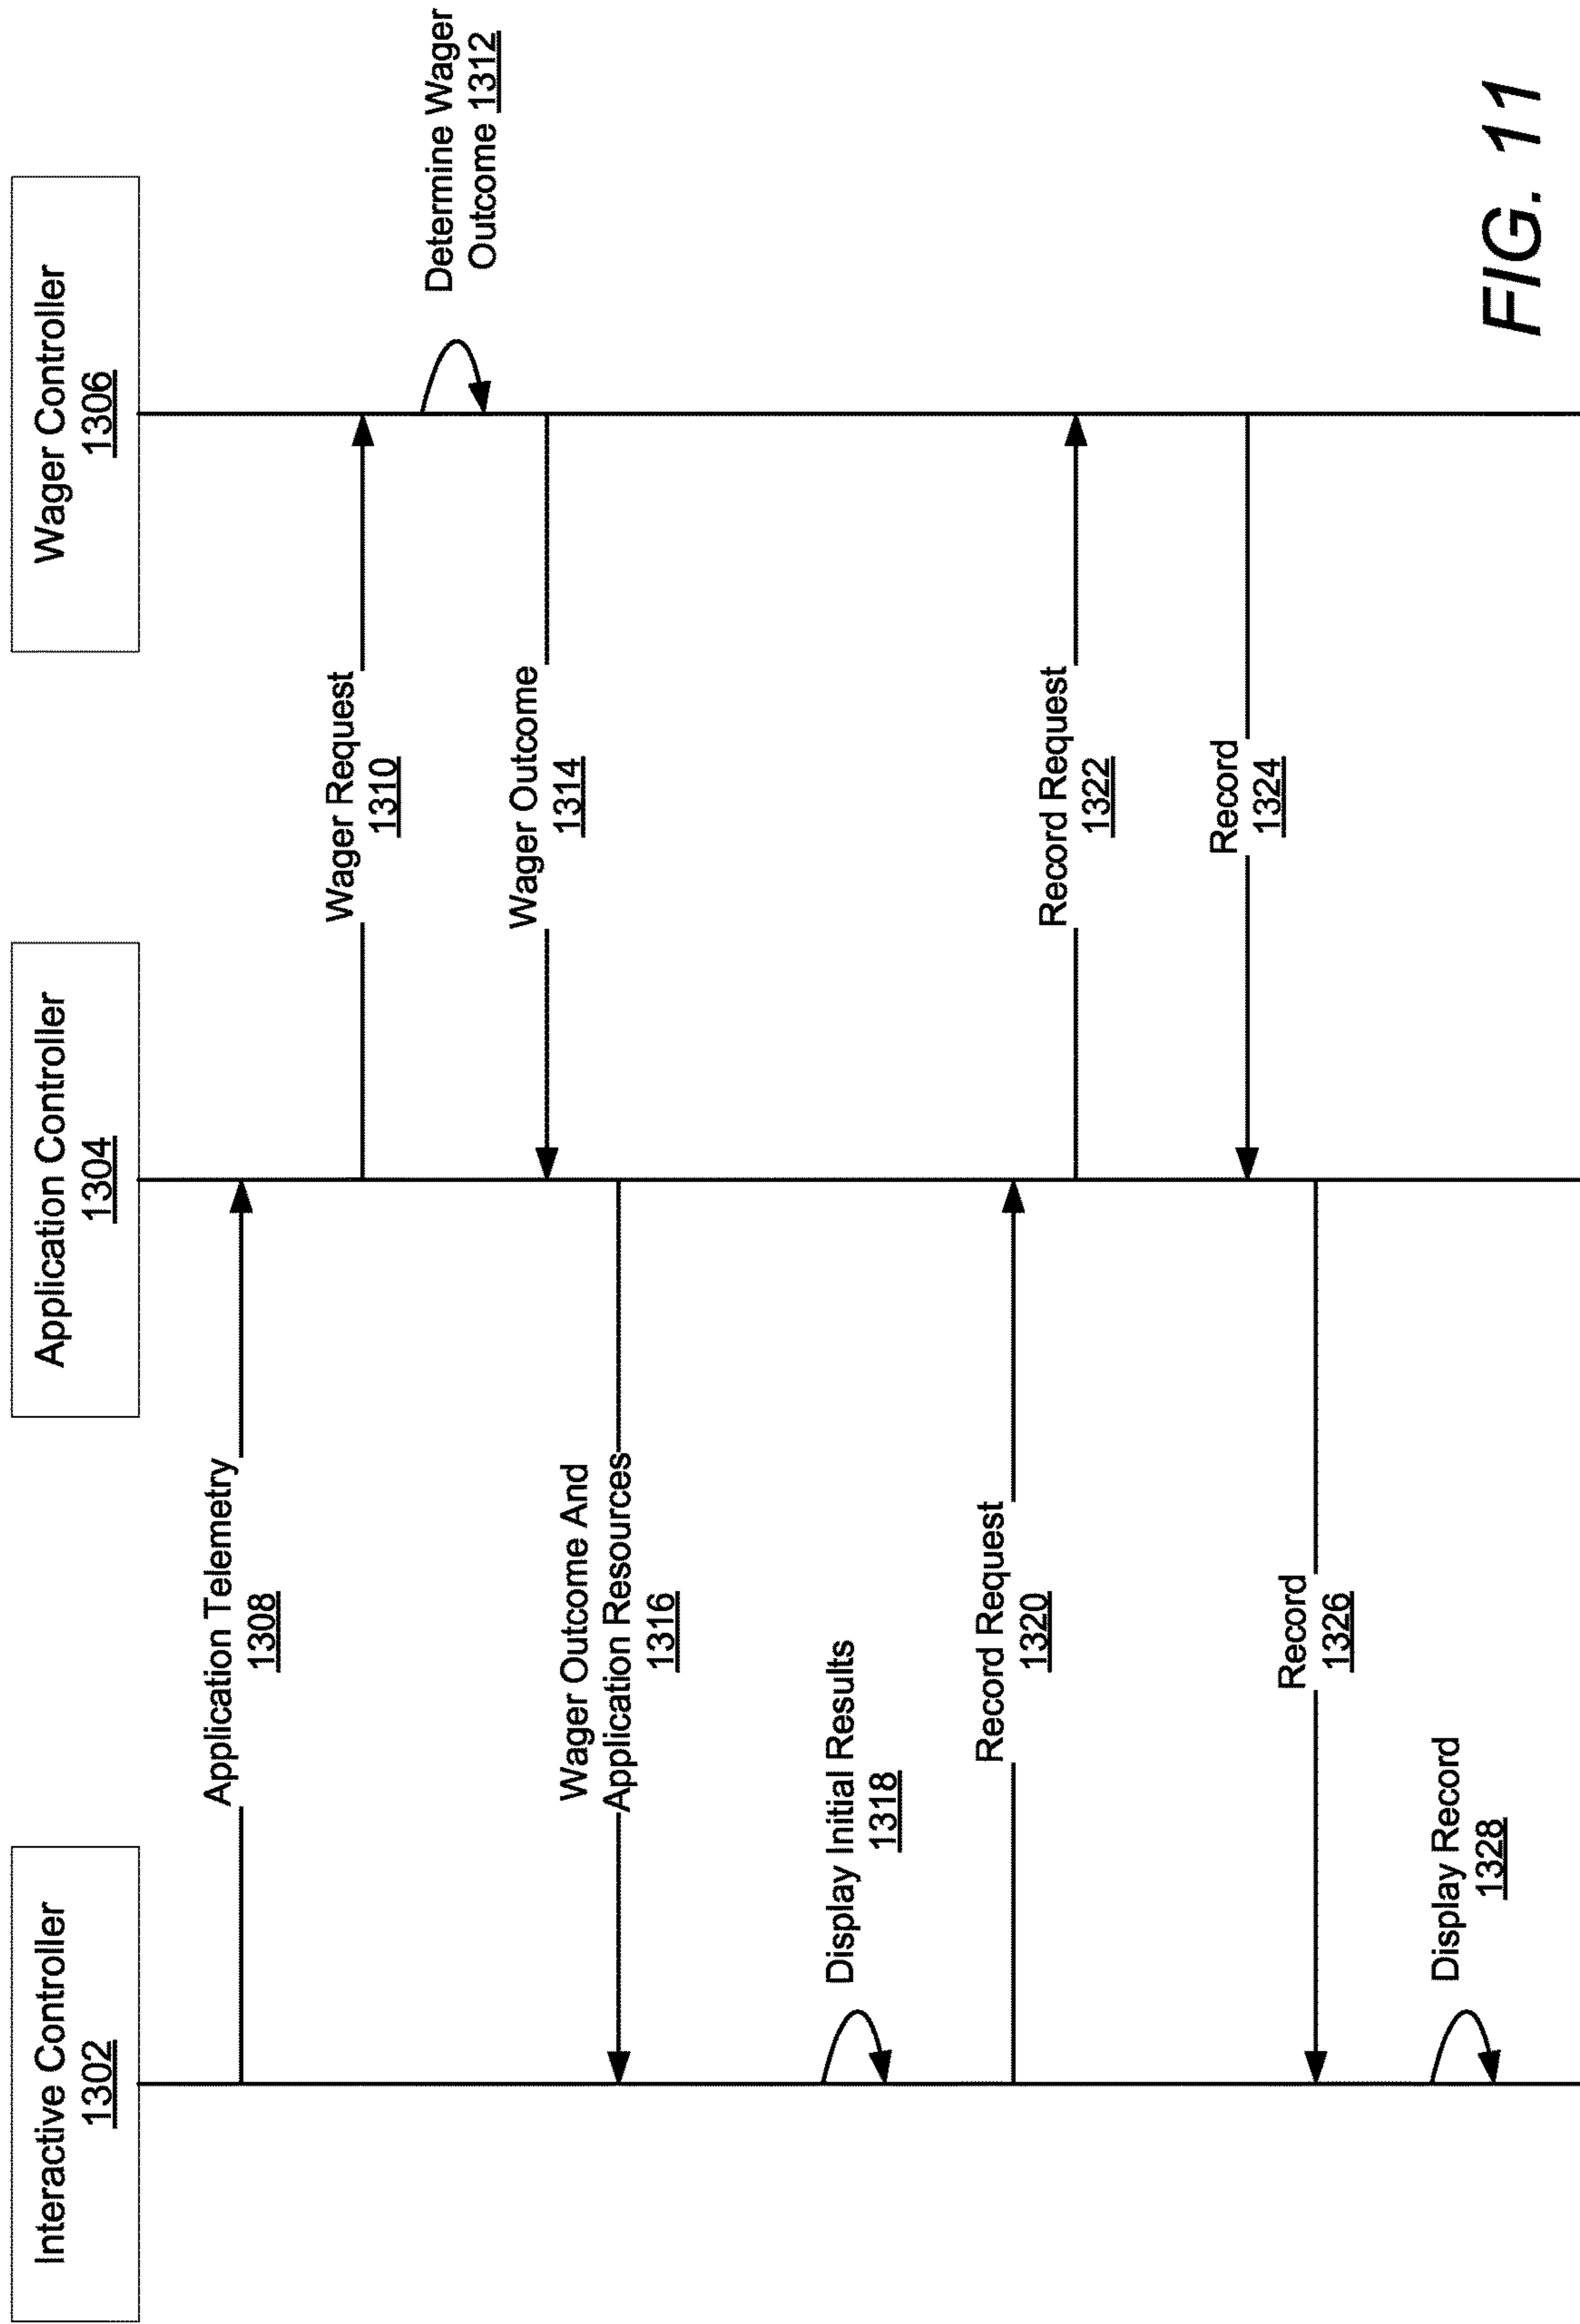 Interactive Controller
1302
Application Controller
1304
Wager Controller
1306
Application Telemetry
1308
Wager Request
1310
Determine Wager
Outcome 1312
Wager Outcome
1314
Wager Outcome And
Application Resources
1316
Display Initial Results
1318
Record Request
1320
Record Request
1322
Record
1324
Record
1326
Display Record
1328
FIG. 11